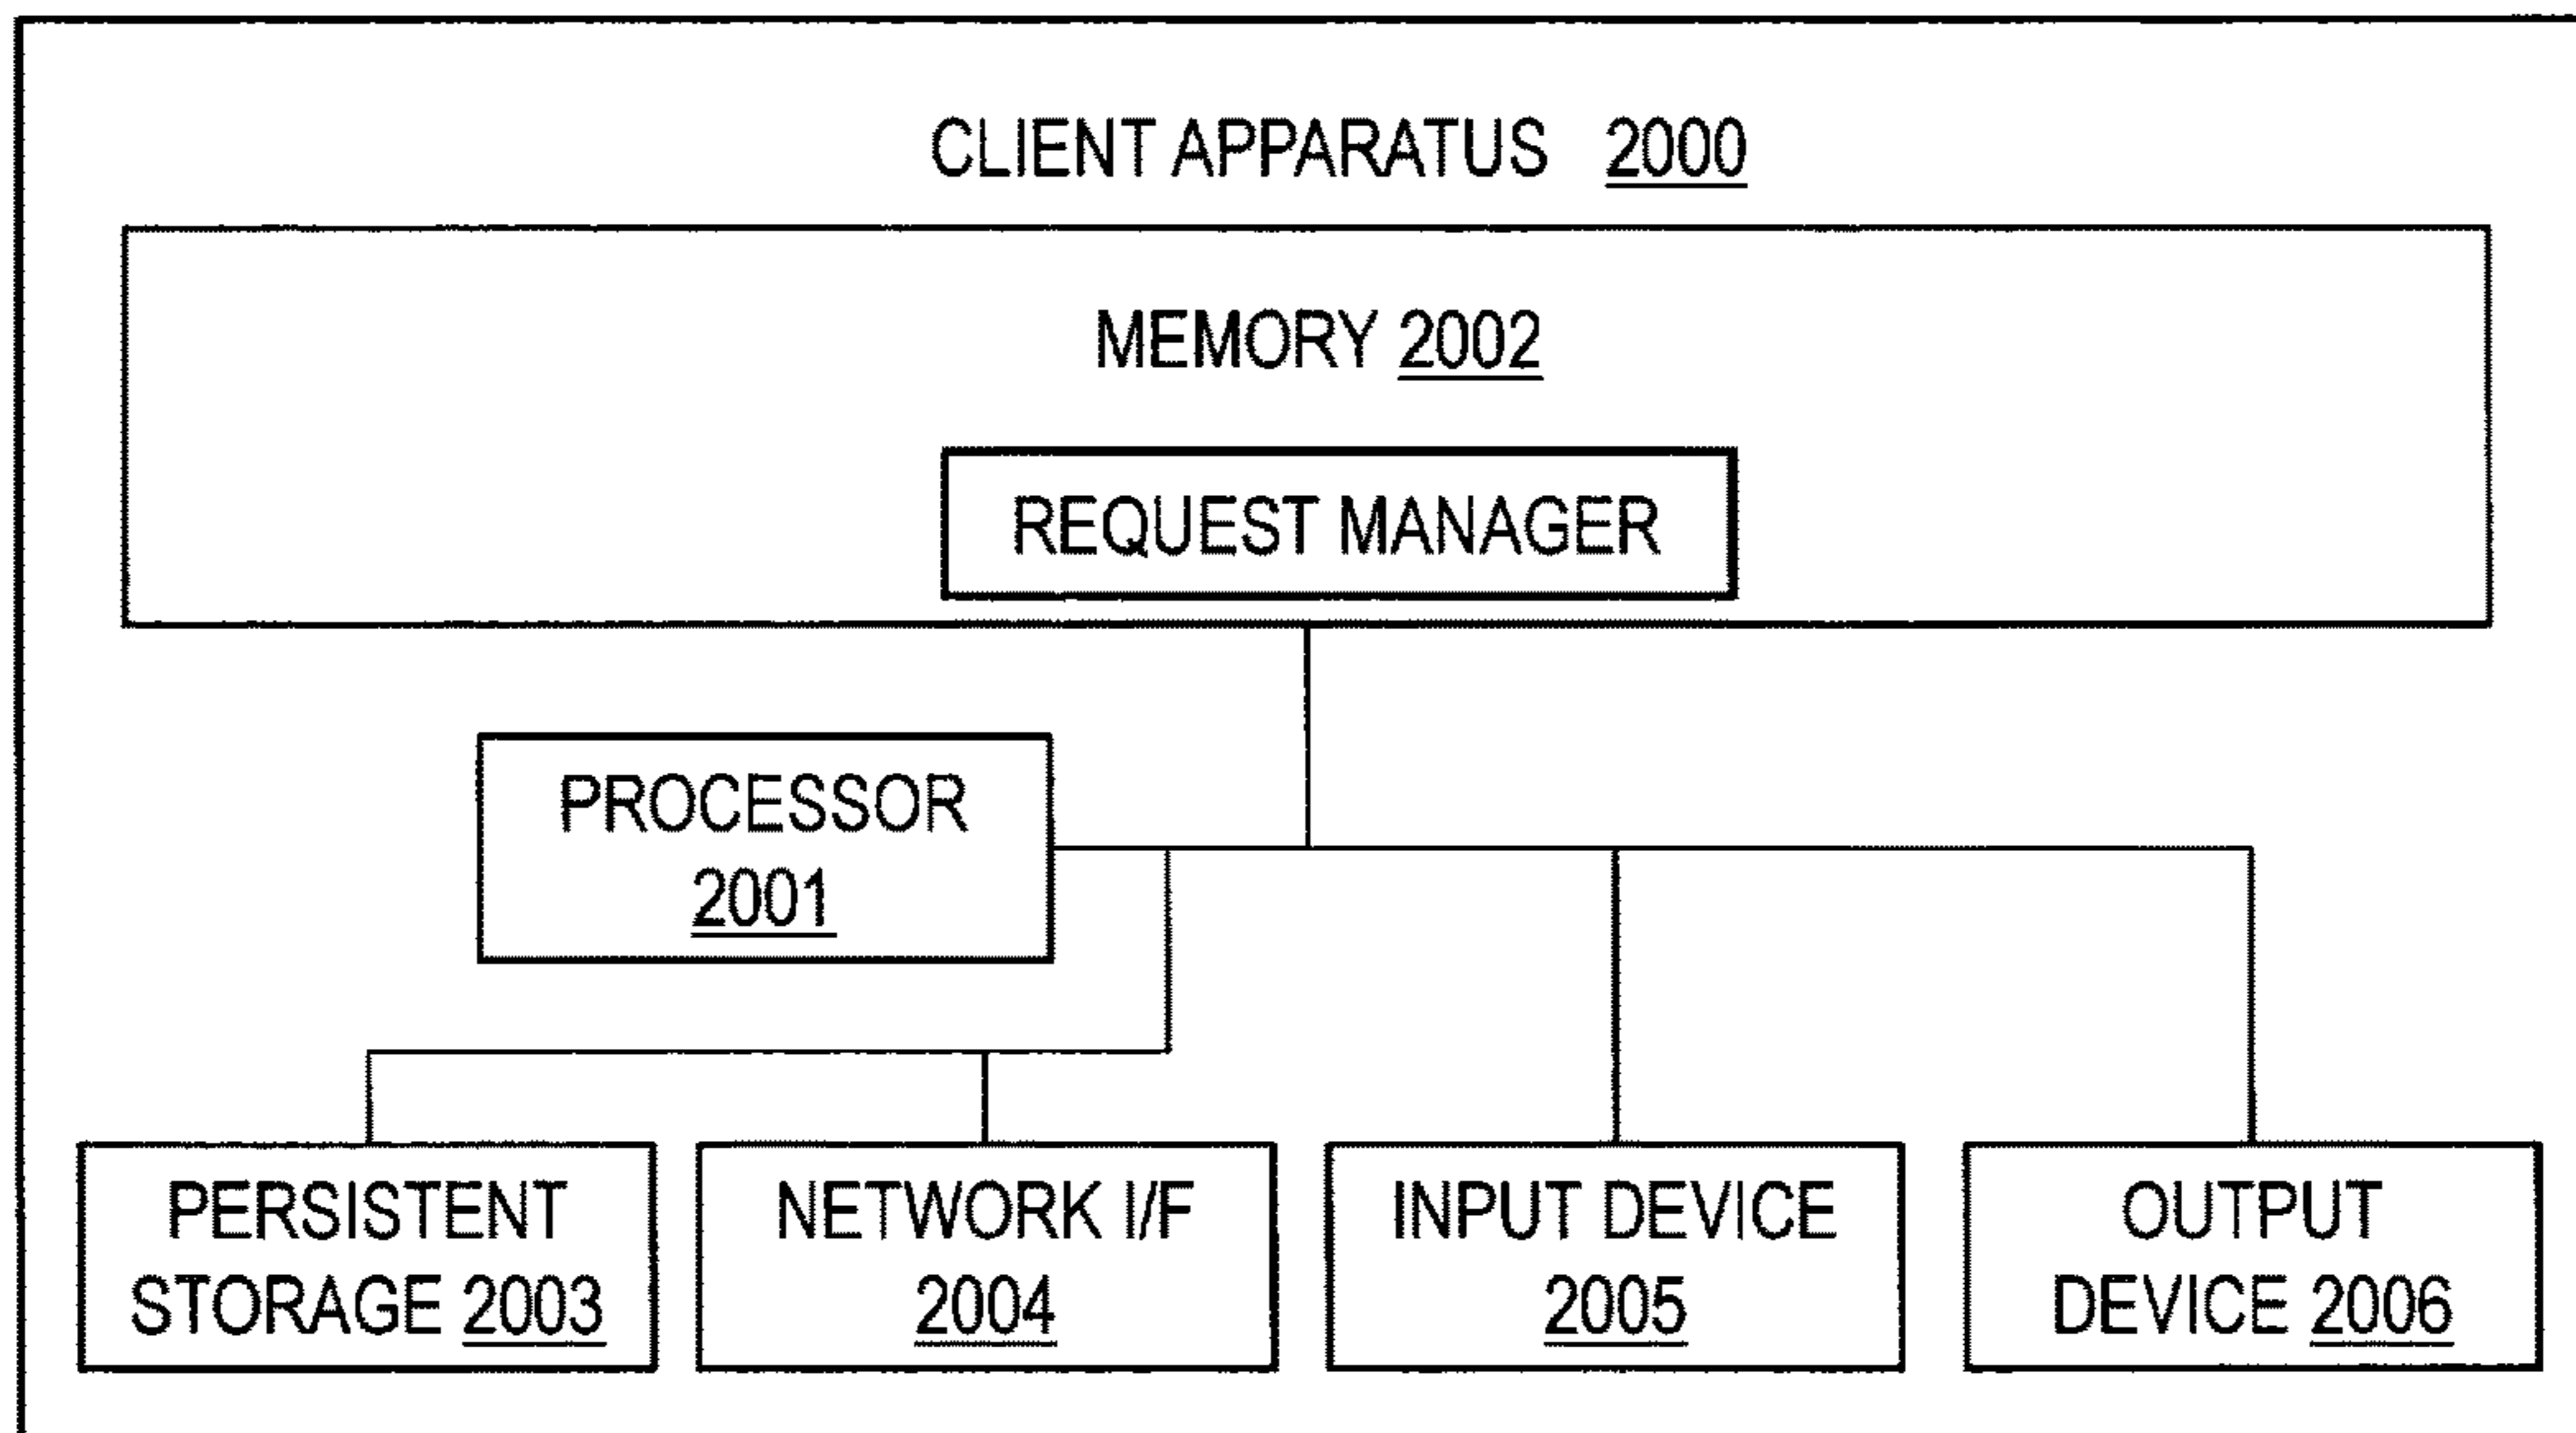 CLIENT APPARATUS 2000
MEMORY 2002
REQUEST MANAGER
PROCESSOR
2001
PERSISTENT
STORAGE 2003
NETWORK I/F
2004
INPUT DEVICE
2005
OUTPUT
DEVICE 2006